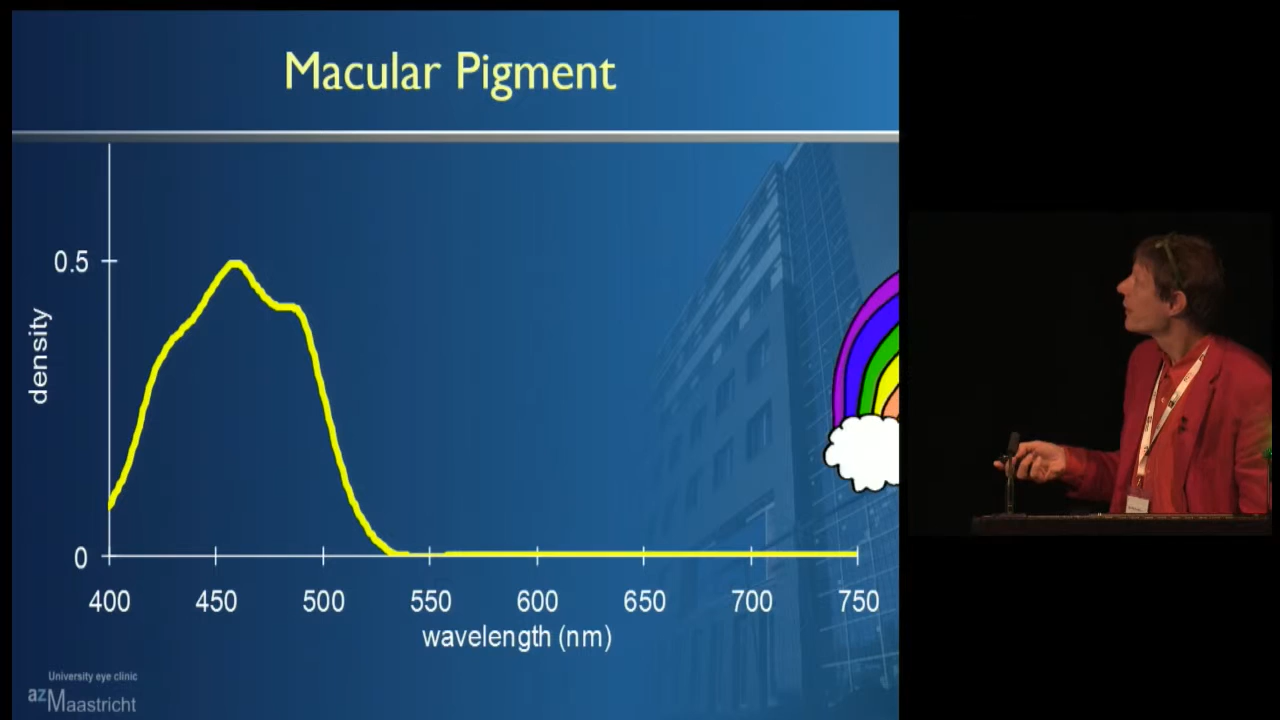 Macular Pigment
0.5
density
0
400 450 500 550 600 650 700 750
wavelength (nm)
University eye clinic
azMaastricht